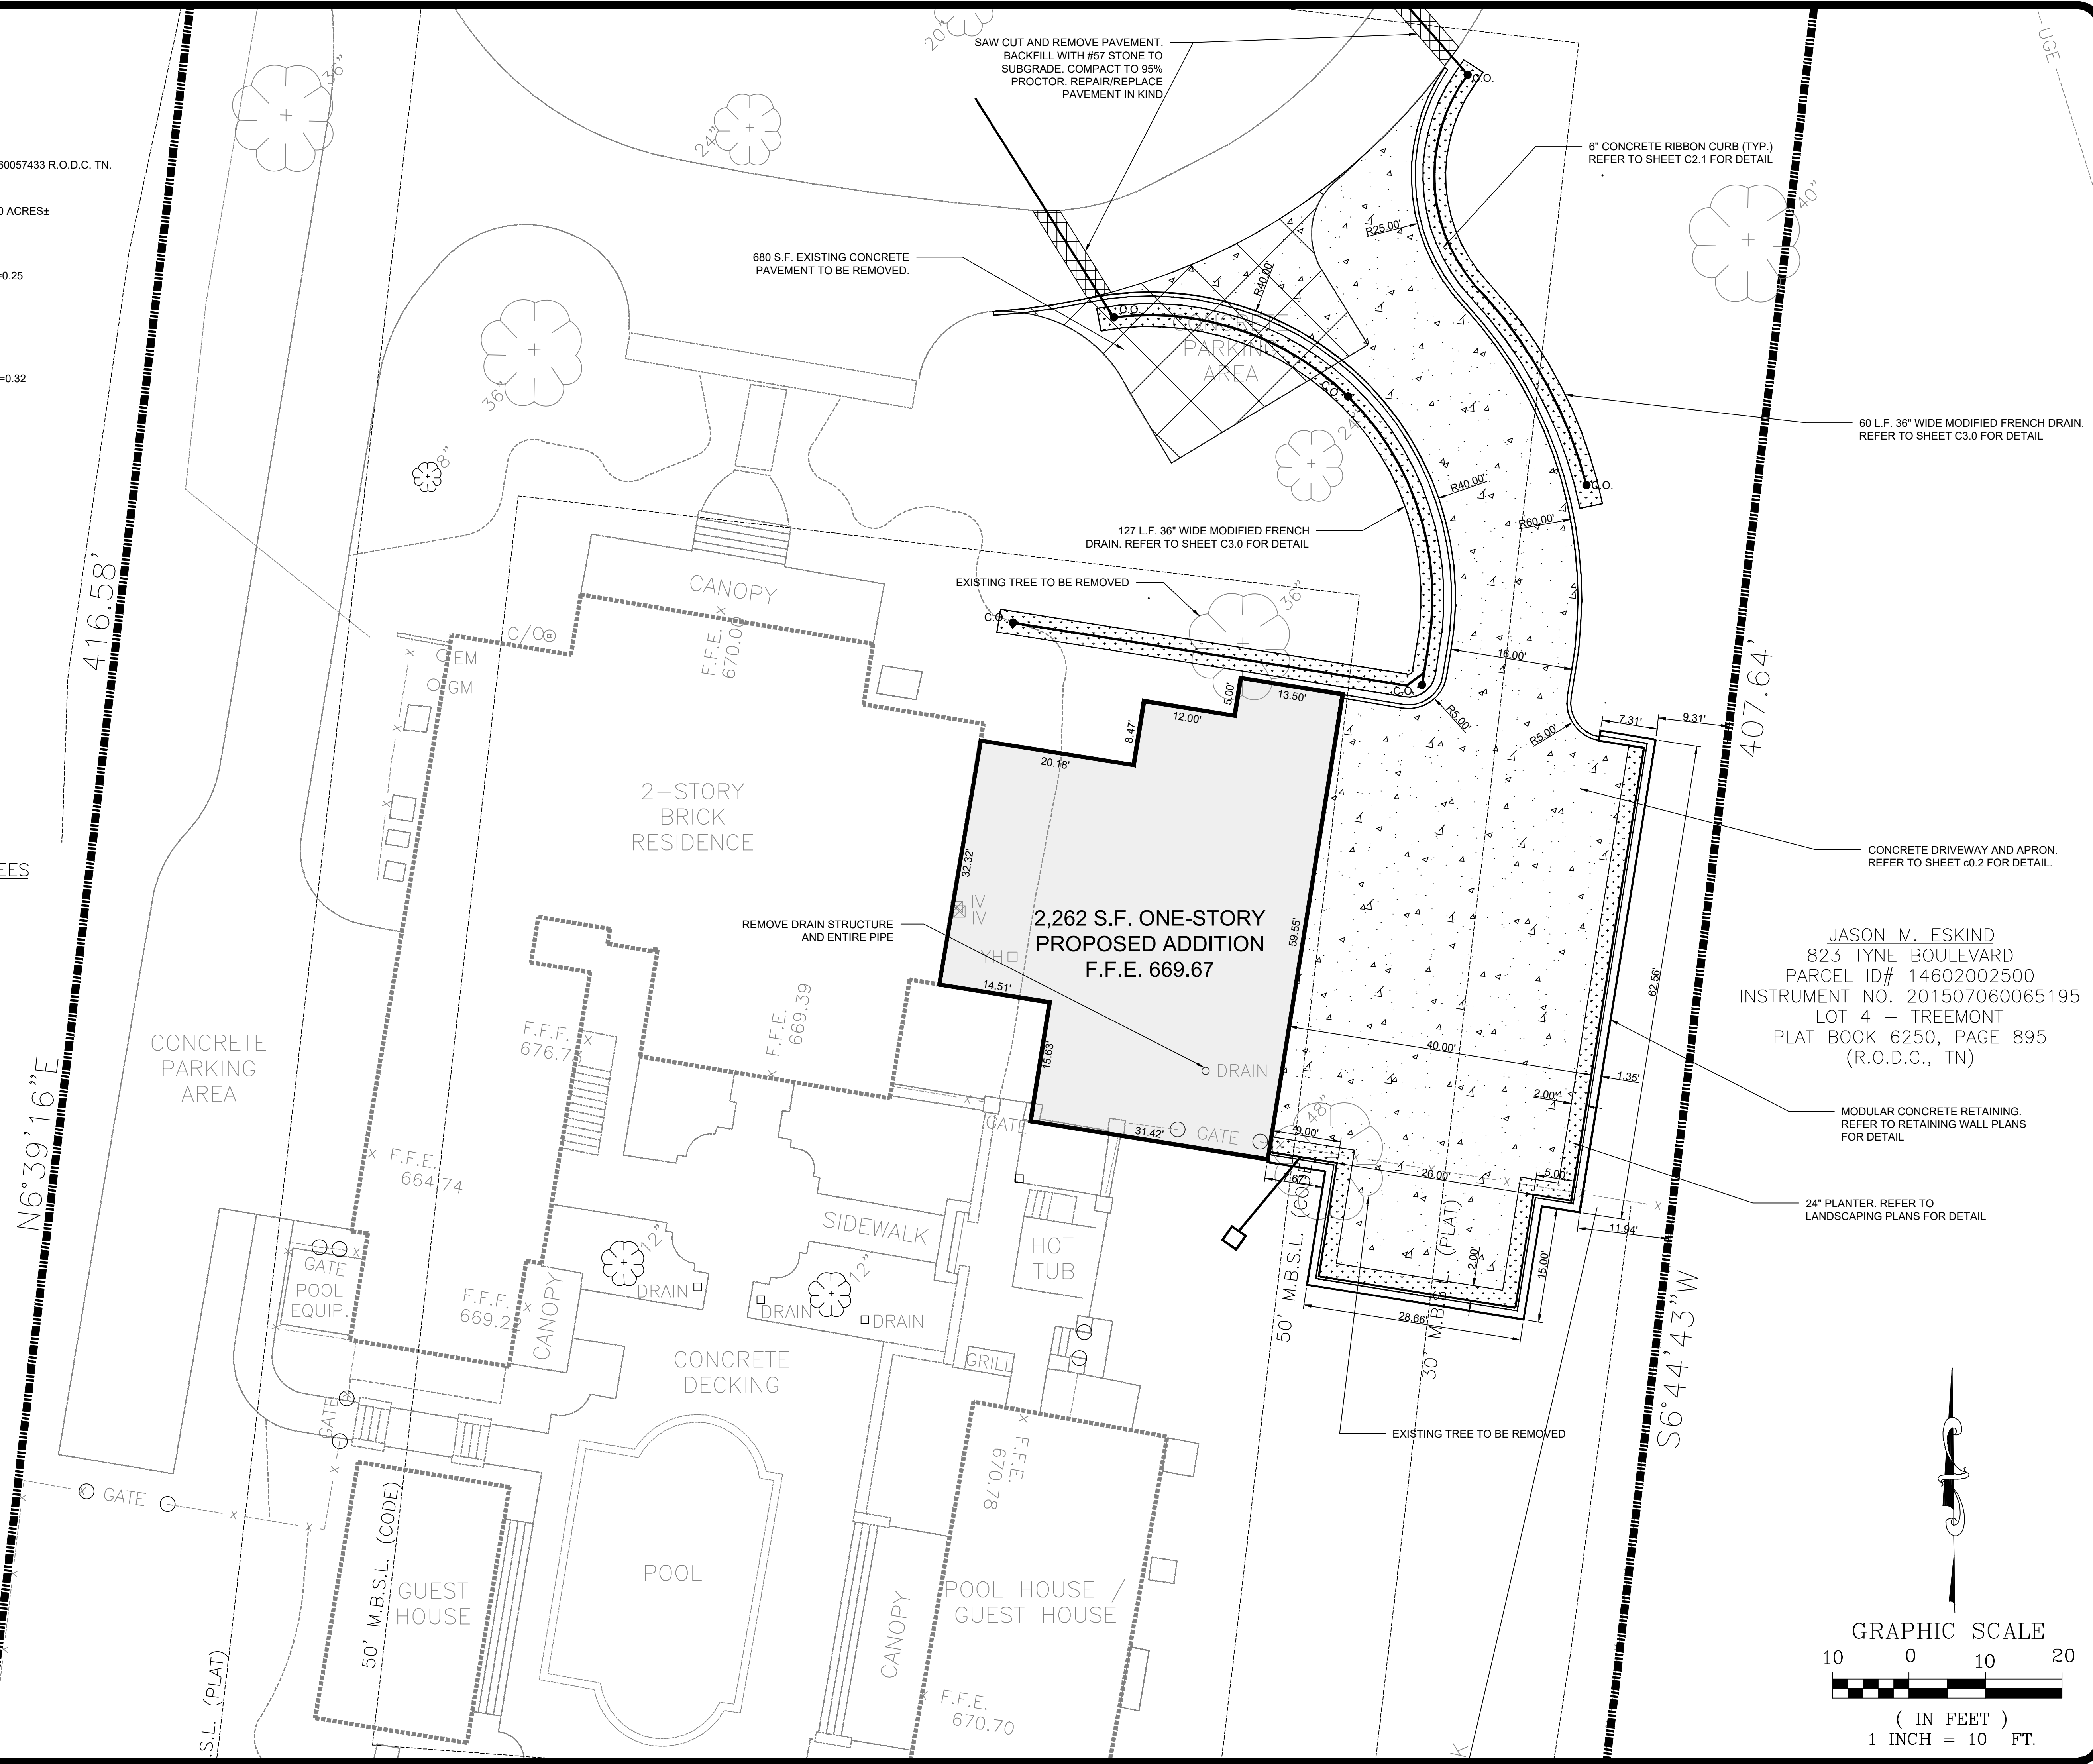 20"
36"
24"
UGE
SAW CUT AND REMOVE PAVEMENT.
BACKFILL WITH #57 STONE TO
SUBGRADE. COMPACT TO 95%
PROCTOR. REPAIR/REPLACE
PAVEMENT IN KIND
C.O.
60057433 R.O.D.C. TN.
0 ACRES±
=0.25
=0.32
6" CONCRETE RIBBON CURB (TYP.)
REFER TO SHEET C2.1 FOR DETAIL
40"
R25.00'
680 S.F. EXISTING CONCRETE
PAVEMENT TO BE REMOVED.
R40.00'
C.O.
PARKING
AREA
C.O.
24"
36"
8"
60 L.F. 36" WIDE MODIFIED FRENCH DRAIN.
REFER TO SHEET C3.0 FOR DETAIL
C.O.
R40.00'
R60.00'
127 L.F. 36" WIDE MODIFIED FRENCH
DRAIN. REFER TO SHEET C3.0 FOR DETAIL
EXISTING TREE TO BE REMOVED
36"
C.O.
416.58'
CANOPY
F.F.E.
670.00
C/O
EM
GM
16.00'
C.O.
R5.00'
R5.00'
7.31'
9.31'
407.64'
5.00'
13.50'
12.00'
8.47'
20.18'
2-STORY
BRICK
RESIDENCE
EES
32.32'
IV
IV
YH
REMOVE DRAIN STRUCTURE
AND ENTIRE PIPE
2,262 S.F. ONE-STORY
PROPOSED ADDITION
F.F.E. 669.67
59.55'
62.56'
CONCRETE DRIVEWAY AND APRON.
REFER TO SHEET c0.2 FOR DETAIL.
JASON M. ESKIND
823 TYNE BOULEVARD
PARCEL ID# 14602002500
INSTRUMENT NO. 201507060065195
LOT 4 - TREEMONT
PLAT BOOK 6250, PAGE 895
(R.O.D.C., TN)
14.51'
15.63'
F.F.E.
669.39
F.F.F.
CONCRETE
PARKING
AREA
N6°39'16"E
DRAIN
40.00'
1.35'
2.00'
MODULAR CONCRETE RETAINING.
REFER TO RETAINING WALL PLANS
FOR DETAIL
GATE
31.42'
GATE
48"
9.00'
26.00'
5.00'
24" PLANTER. REFER TO
LANDSCAPING PLANS FOR DETAIL
11.94'
15.00'
2.00'
28.66'
F.F.E.
664.74
SIDEWALK
HOT
TUB
GATE
POOL
EQUIP.
F.F.F.
CANOPY
12"
DRAIN
12"
DRAIN
DRAIN
GRILL
CONCRETE
DECKING
50' M.B.S.L. (CODE)
30' M.B.S.L. (PLAT)
S6°44'43"W
EXISTING TREE TO BE REMOVED
GATE
GATE
F.F.E.
670.78
50' M.B.S.L. (CODE)
GUEST
HOUSE
POOL
CANOPY
POOL HOUSE /
GUEST HOUSE
F.F.E.
670.70
.S.L. (PLAT)
GRAPHIC SCALE
10 0 10 20
( IN FEET )
1 INCH = 10 FT.